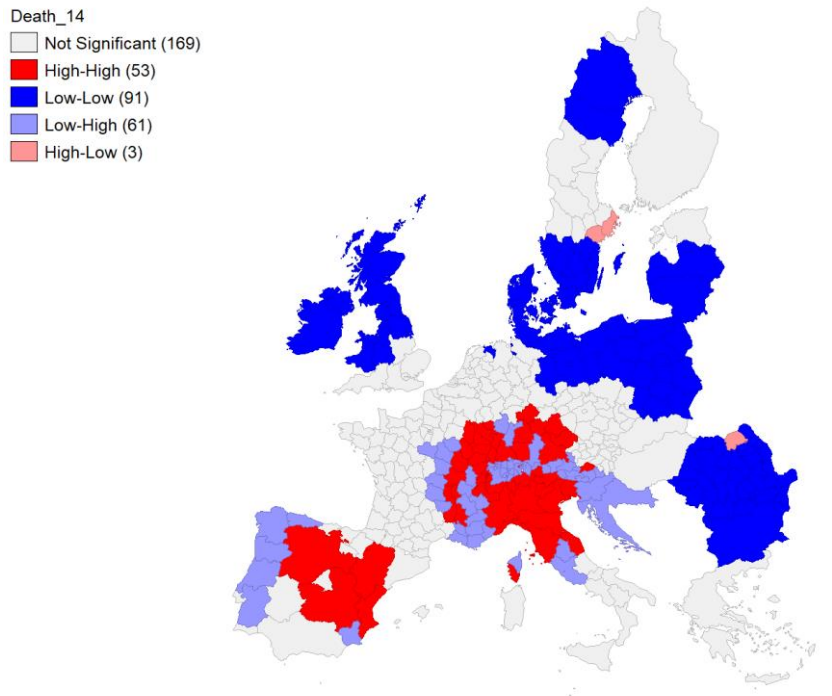 Death_14
Not Significant (169)
High-High (53)
Low-Low (91)
Low-High (61)
High-Low (3)